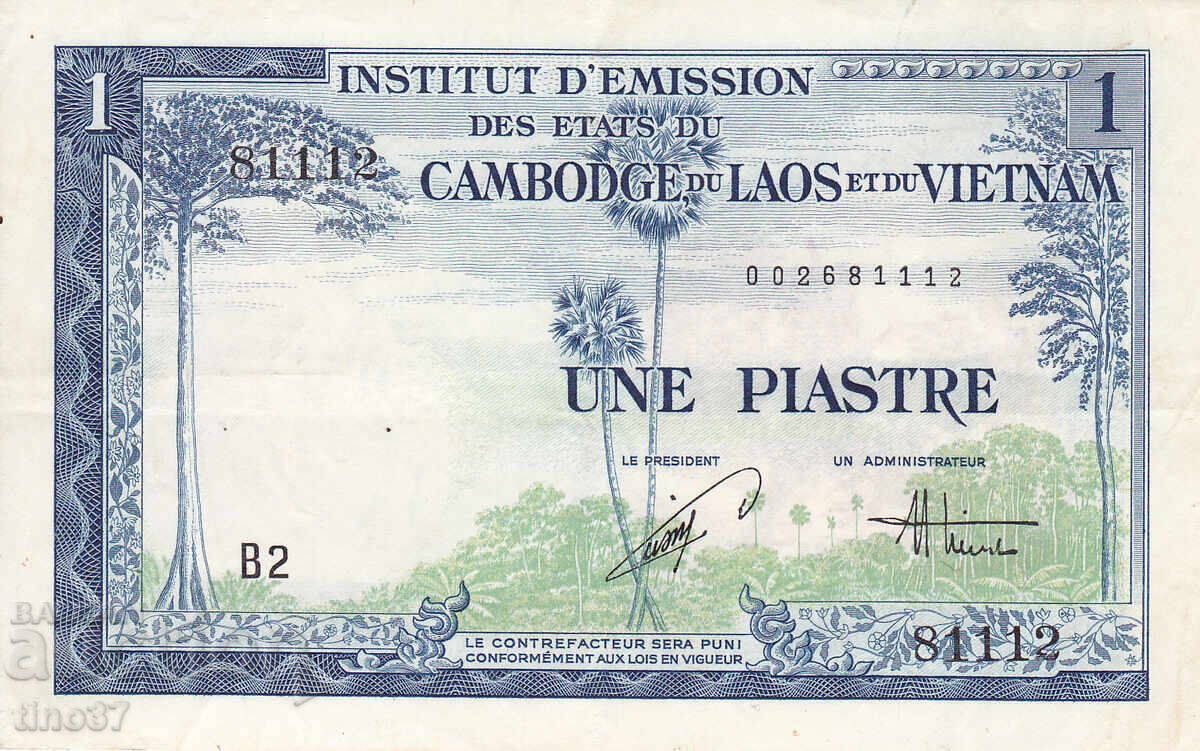 1
INSTITUT D'EMISSION
1
DES ETATS DU
81112
CAMBODGE, DU LAOS ET DU VIETNAM
002681112
UNE PIASTRE
LE PRESIDENT
UN ADMINISTRATEUR
B2
81112
LE CONTREFACTEUR SERA PUNI
CONFORMÉMENT AUX LOIS EN VIGUEUR
tino37